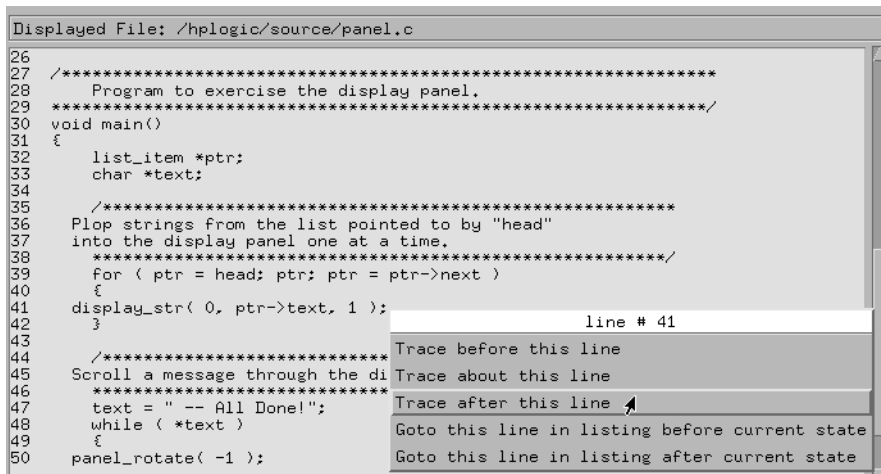 Displayed File: /hplogic/source/panel.c
26
27 /****************************************************************
28 Program to exercise the display panel.
29 ****************************************************************/
30 void main()
31 {
32 list_item *ptr;
33 char *text;
34
35 /********************************************************
36 Plop strings from the list pointed to by "head"
37 into the display panel one at a time.
38 ********************************************************/
39 for ( ptr = head; ptr; ptr = ptr->next )
40 {
41 display_str( 0, ptr->text, 1 );
42 }
43
44 /****************************
45 Scroll a message through the di
46 *****************************
47 text = " -- All Done!";
48 while ( *text )
49 {
50 panel_rotate( -1 );
line # 41
Trace before this line
Trace about this line
Trace after this line
Goto this line in listing before current state
Goto this line in listing after current state